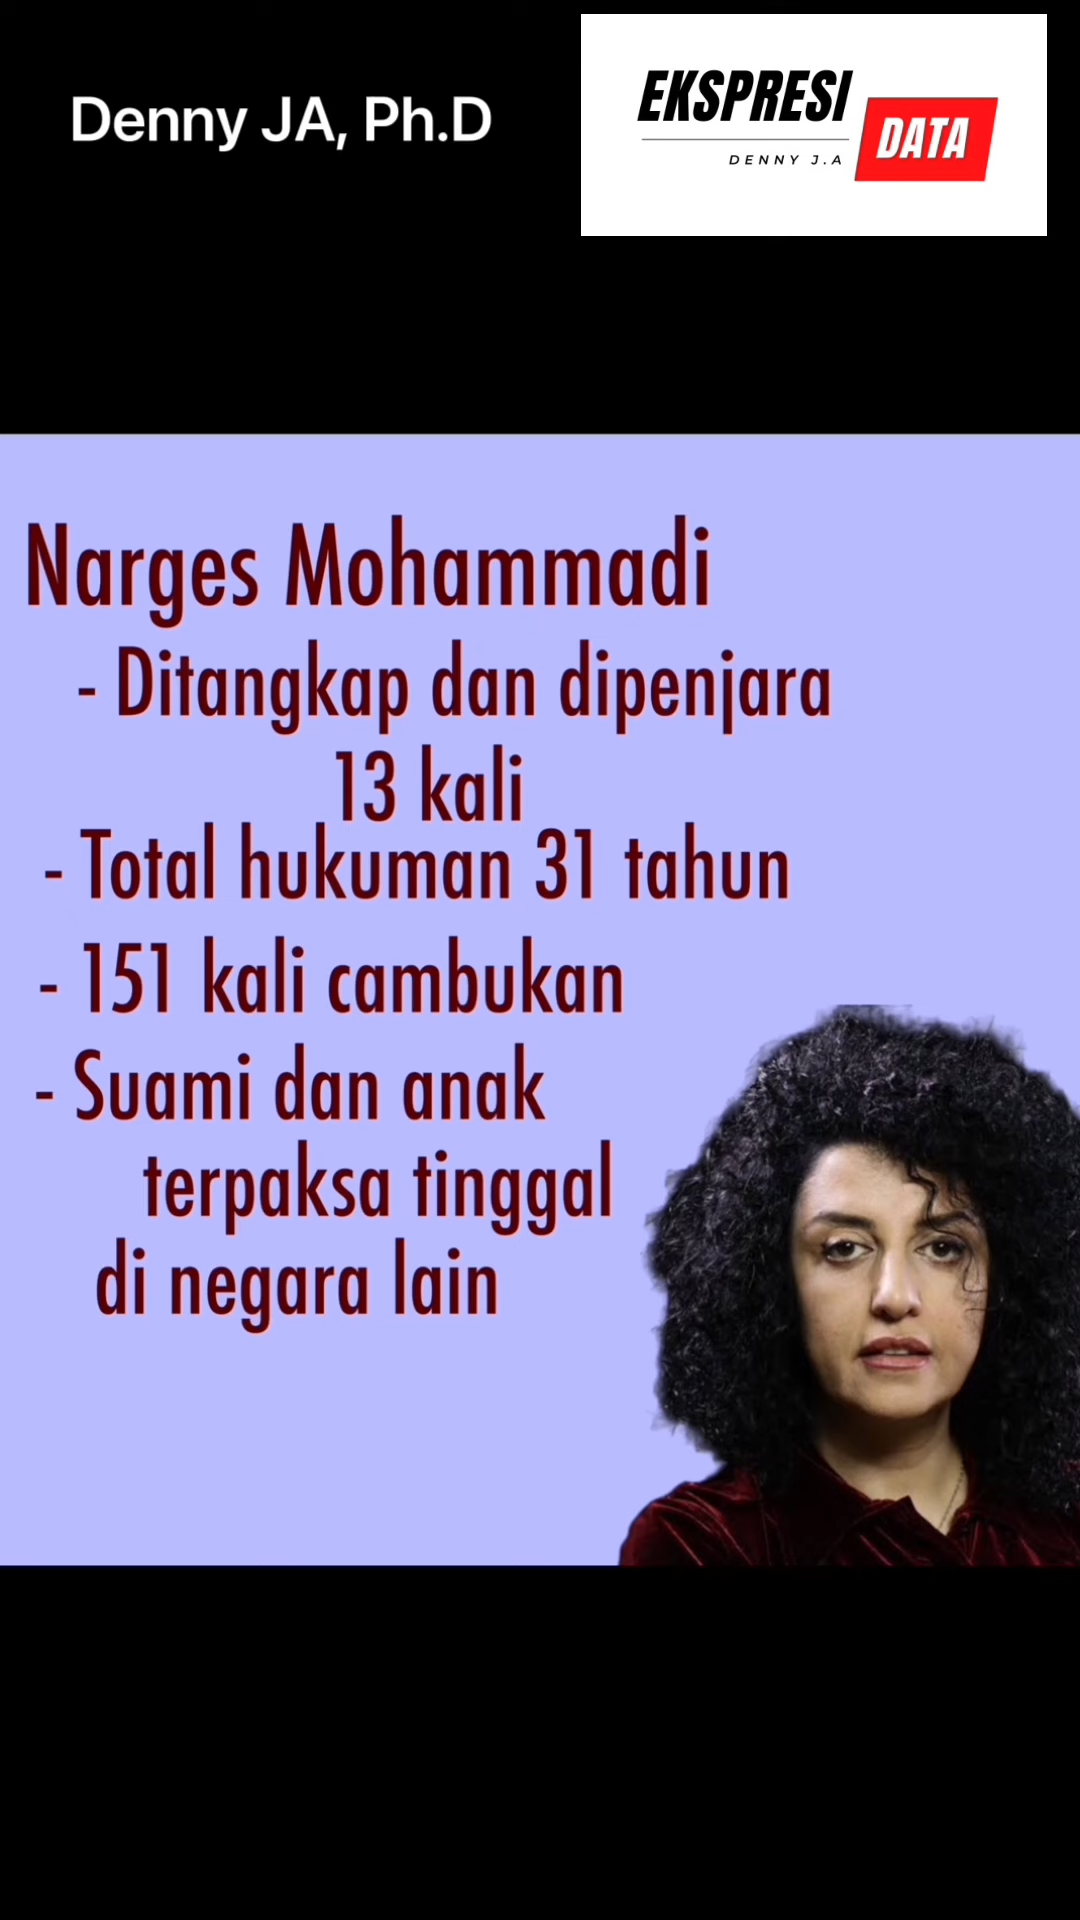 Denny JA, Ph.D
EKSPRESI
DATA
DENNY J.A
Narges Mohammadi
- Ditangkap dan dipenjara
13 kali
- Total hukuman 31 tahun
- 151 kali cambukan
- Suami dan anak
terpaksa tinggal
di negara lain